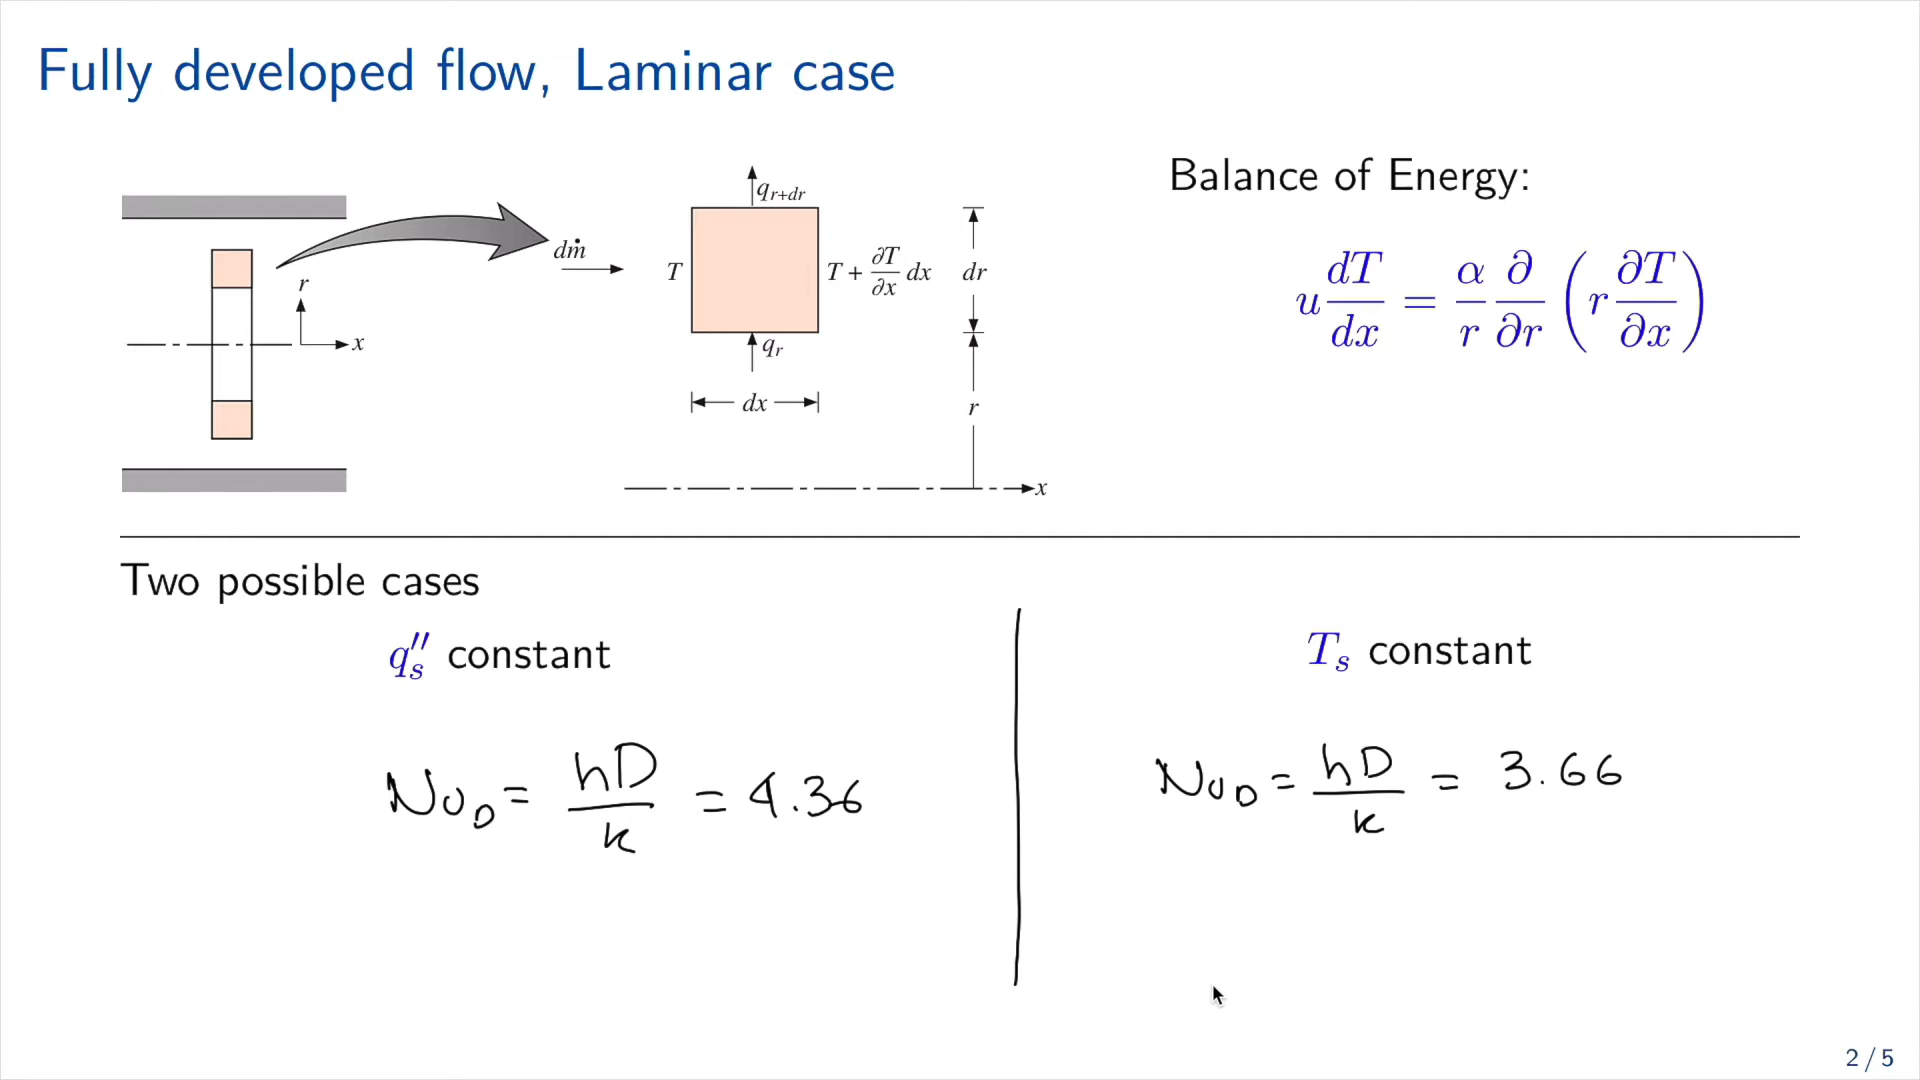 Fully developed flow, Laminar case
q_{r+dr}
dṁ
T
T + ∂T/∂x dx
dr
r
x
q_r
dx
r
x
Balance of Energy:
u dT/dx = α/r ∂/∂r (r ∂T/∂x)
Two possible cases
q″_s constant
Nu_D = hD/k = 4.36
T_s constant
Nu_D = hD/k = 3.66
2 / 5